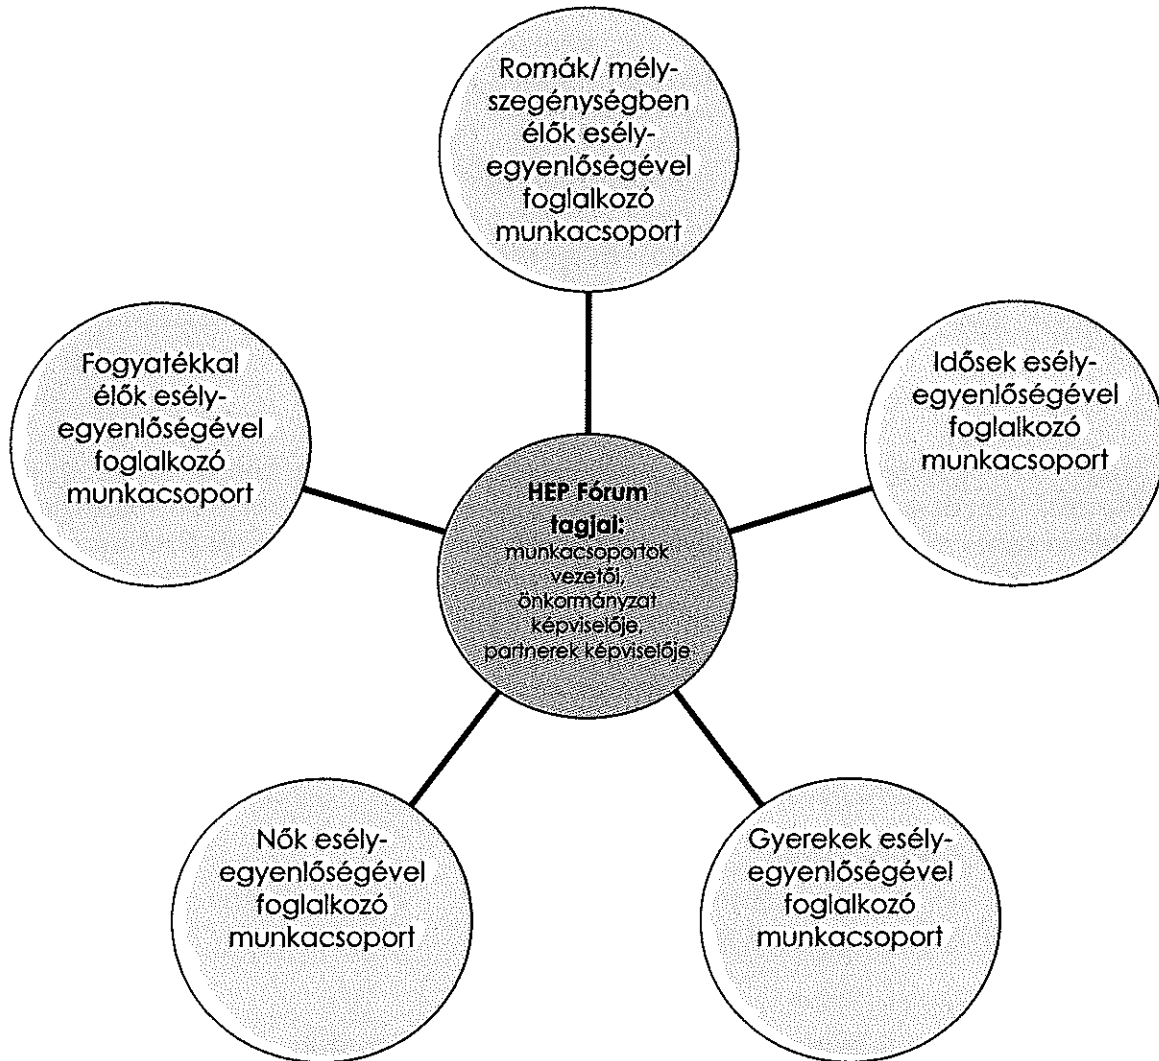 Romák/ mély-
szegénységben
élők esély-
egyenlőségével
foglalkozó
munkacsoport
Fogyatékkal
élők esély-
egyenlőségével
foglalkozó
munkacsoport
Idősek esély-
egyenlőségével
foglalkozó
munkacsoport
HEP Fórum
tagjai:
munkacsoportok
vezetői,
önkormányzat
képviselője,
partnerek képviselője
Nők esély-
egyenlőségével
foglalkozó
munkacsoport
Gyerekek esély-
egyenlőségével
foglalkozó
munkacsoport